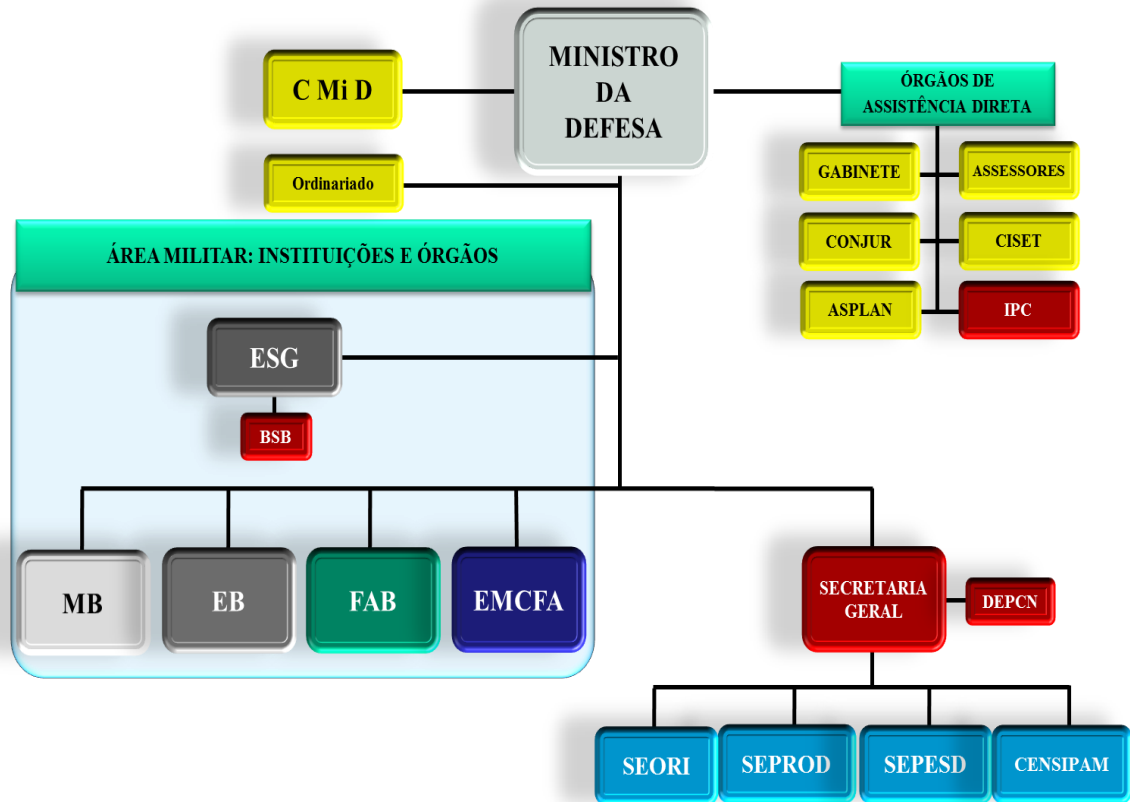 MINISTRO
DA
DEFESA
C Mi D
Ordinariado
ÓRGÃOS DE
ASSISTÊNCIA DIRETA
GABINETE
ASSESSORES
CONJUR
CISET
ASPLAN
IPC
ÁREA MILITAR: INSTITUIÇÕES E ÓRGÃOS
ESG
BSB
MB
EB
FAB
EMCFA
SECRETARIA
GERAL
DEPCN
SEORI
SEPROD
SEPESD
CENSIPAM